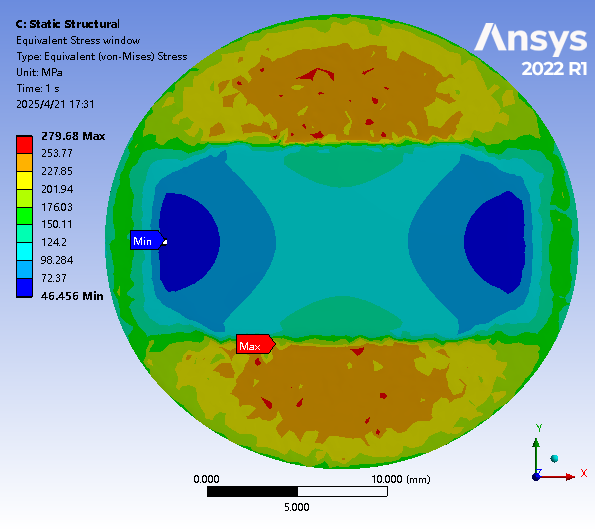 C: Static Structural
Equivalent Stress window
Type: Equivalent (von-Mises) Stress
Unit: MPa
Time: 1 s
2025/4/21 17:31
Ansys
2022 R1
279.68 Max
253.77
227.85
201.94
176.03
150.11
124.2
98.284
72.37
46.456 Min
Min
Max
0.000
10.000 (mm)
5.000
Y
Z
X